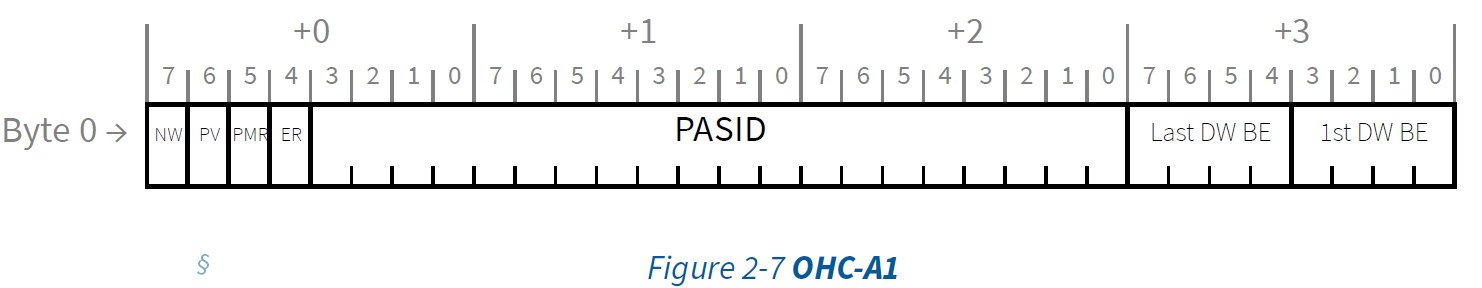 +0 +1 +2 +3
7 6 5 4 3 2 1 0 7 6 5 4 3 2 1 0 7 6 5 4 3 2 1 0 7 6 5 4 3 2 1 0
Byte 0 → NW PV PMR ER PASID Last DW BE 1st DW BE
§ Figure 2-7 OHC-A1